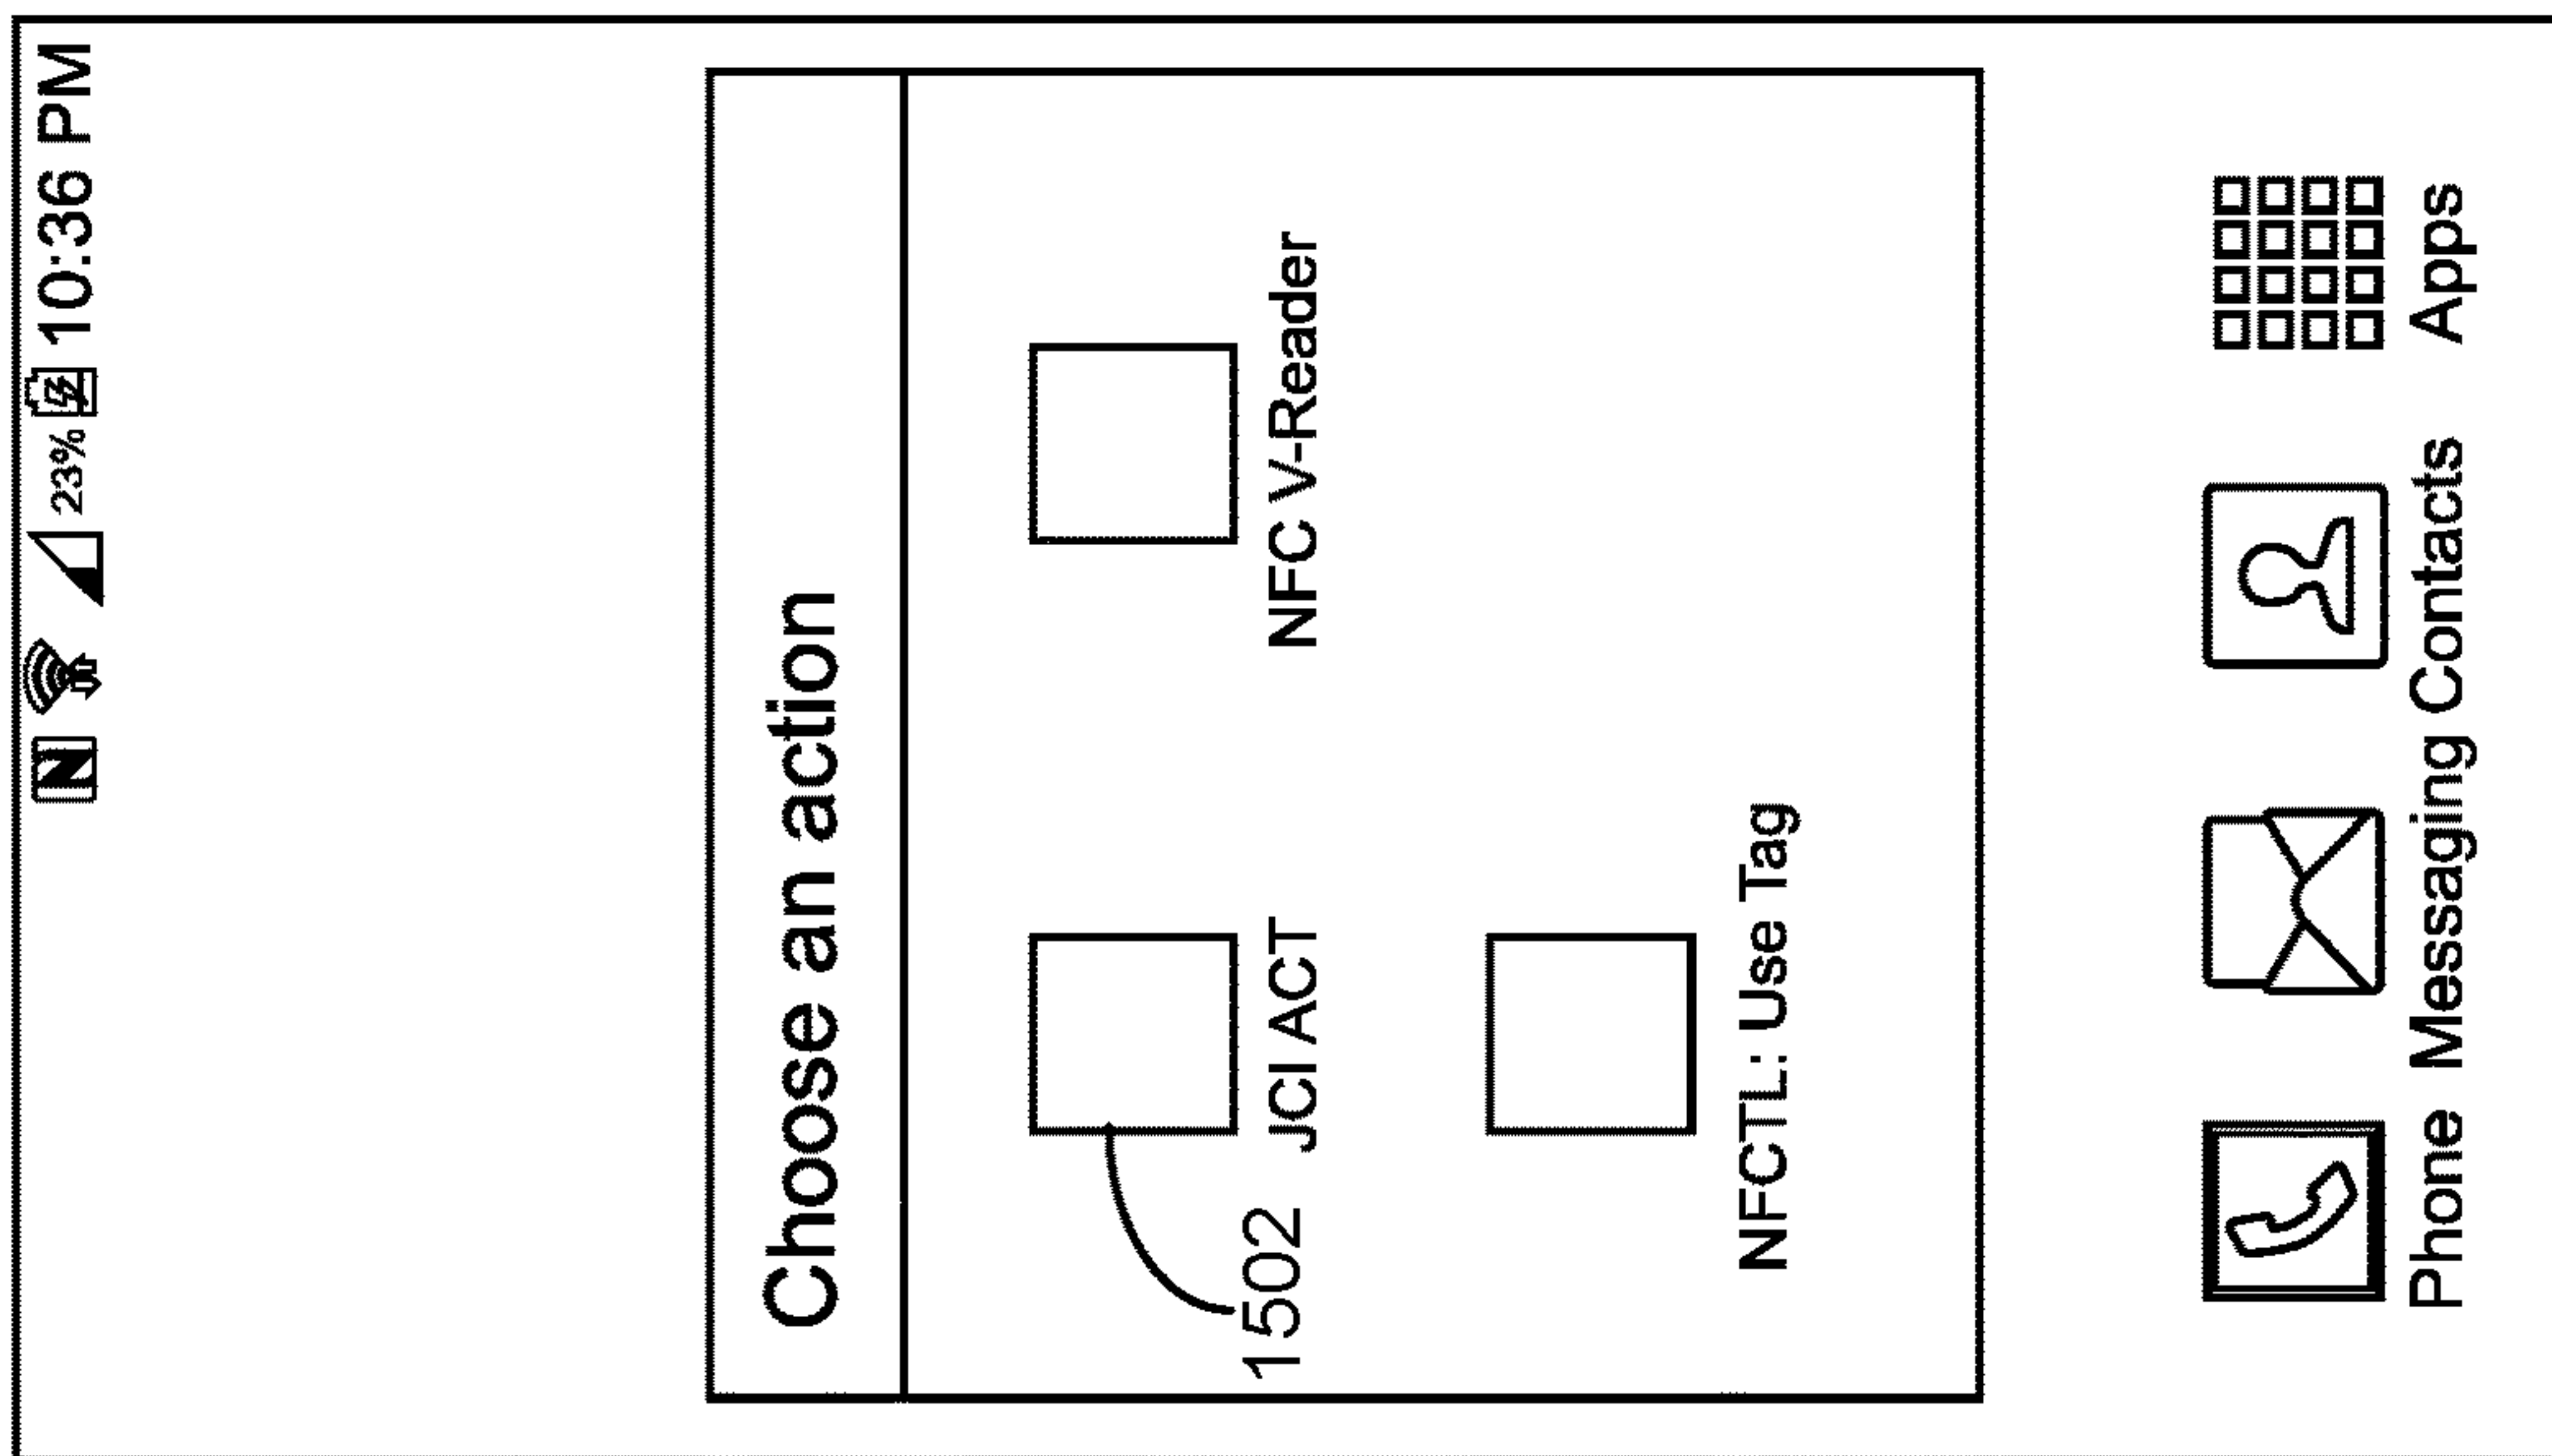 N 23% 10:36 PM
Choose an action
1502 JCI ACT NFC V-Reader
NFCTL: Use Tag
Phone Messaging Contacts Apps